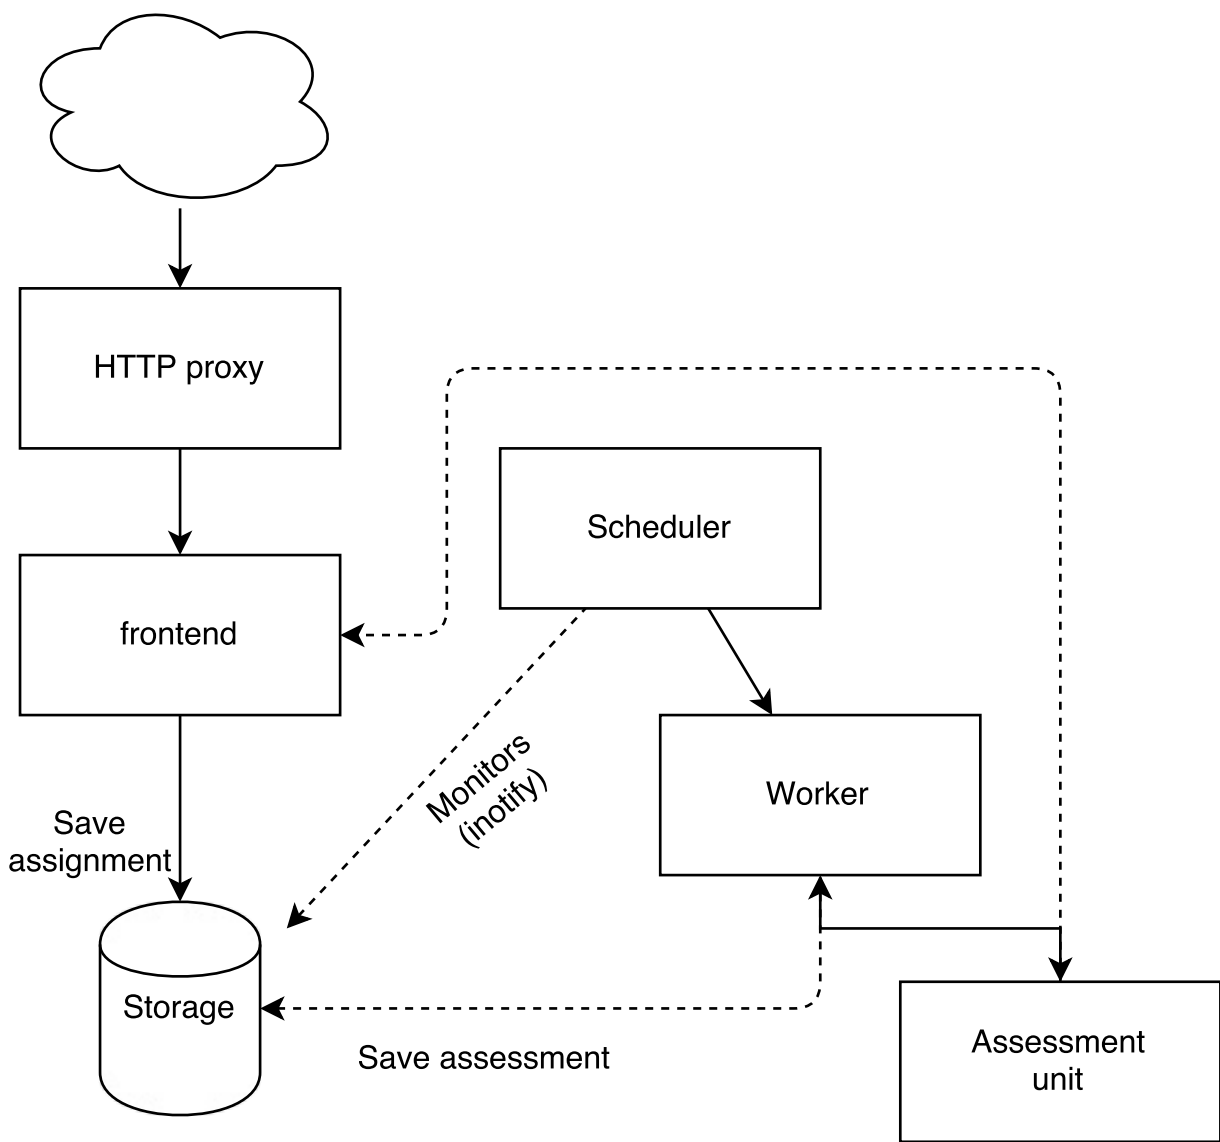 HTTP proxy
Scheduler
frontend
Monitors
(inotify)
Worker
Save
assignment
Storage
Save assessment
Assessment
unit